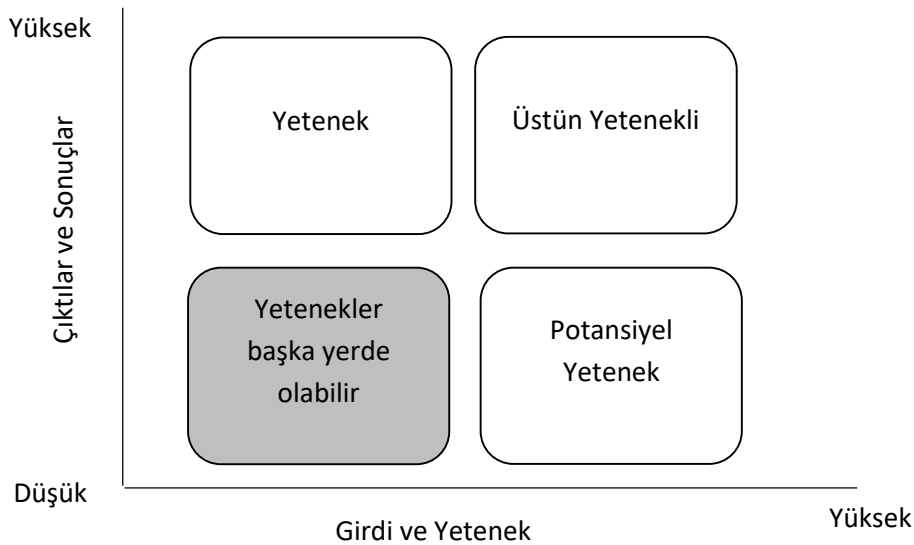 Yüksek
Yetenek
Üstün Yetenekli
Çıktılar ve Sonuçlar
Yetenekler
başka yerde
olabilir
Potansiyel
Yetenek
Düşük
Girdi ve Yetenek
Yüksek